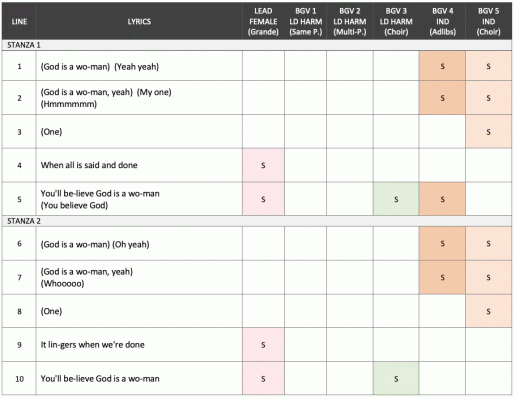 LINE LYRICS LEAD FEMALE (Grande) BGV 1 LD HARM (Same P.) BGV 2 LD HARM (Multi-P.) BGV 3 LD HARM (Choir) BGV 4 IND (Adlibs) BGV 5 IND (Choir)
STANZA 1
1 (God is a wo-man) (Yeah yeah) S S
2 (God is a wo-man, yeah) (My one)
(Hmmmmmm) S S
3 (One) S
4 When all is said and done S
5 You'll be-lieve God is a wo-man
(You believe God) S S S
STANZA 2
6 (God is a wo-man) (Oh yeah) S S
7 (God is a wo-man, yeah)
(Whooooo) S S
8 (One) S
9 It lin-gers when we're done S
10 You'll be-lieve God is a wo-man S S